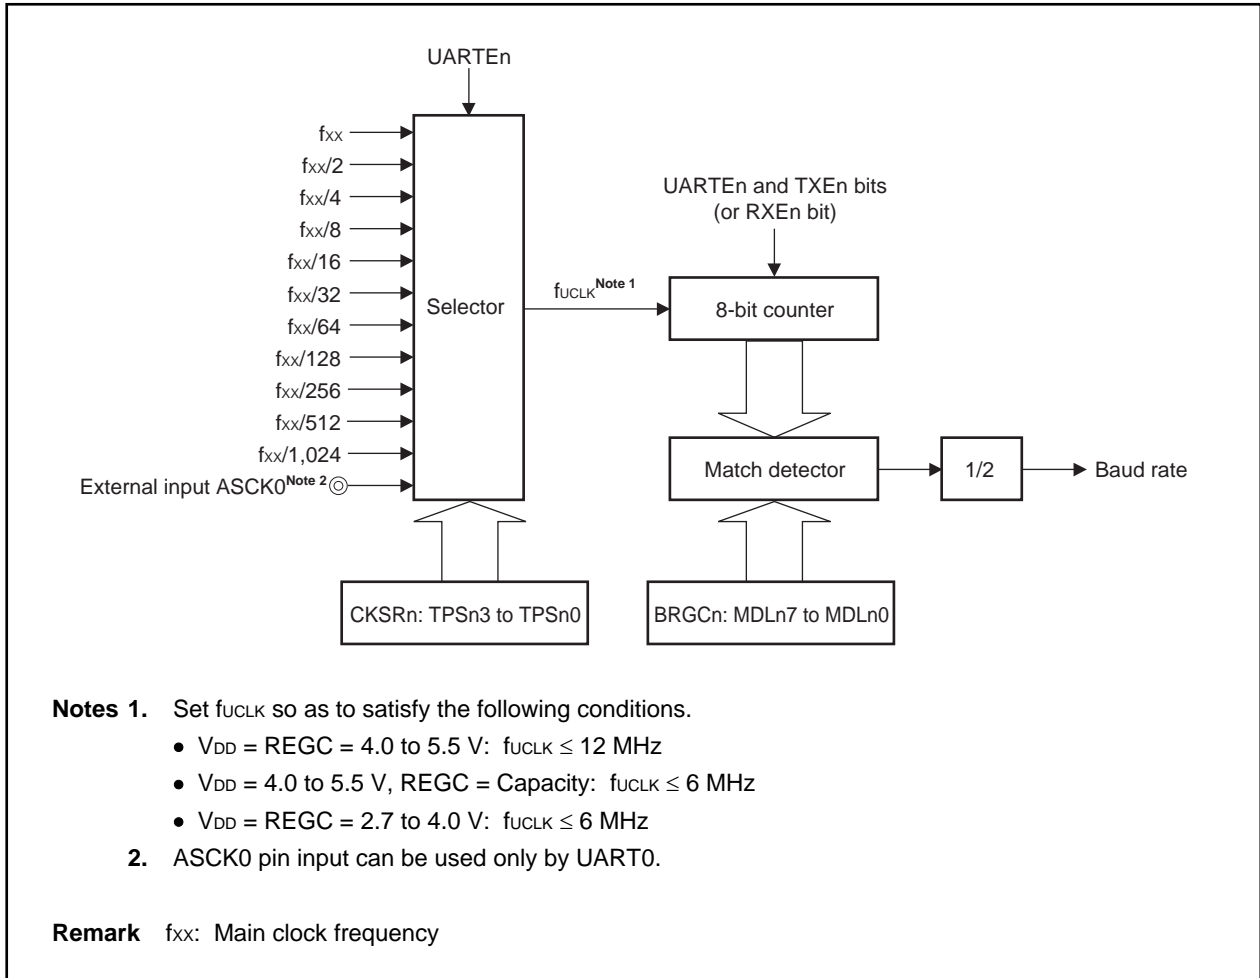 UARTEn
fXX
fXX/2
fXX/4
fXX/8
fXX/16
fXX/32
fXX/64
fXX/128
fXX/256
fXX/512
fXX/1,024
External input ASCK0Note 2
Selector
fUCLKNote 1
UARTEn and TXEn bits
(or RXEn bit)
8-bit counter
Match detector
1/2
Baud rate
CKSRn: TPSn3 to TPSn0
BRGCn: MDLn7 to MDLn0
Notes 1. Set fUCLK so as to satisfy the following conditions.
• VDD = REGC = 4.0 to 5.5 V: fUCLK ≤ 12 MHz
• VDD = 4.0 to 5.5 V, REGC = Capacity: fUCLK ≤ 6 MHz
• VDD = REGC = 2.7 to 4.0 V: fUCLK ≤ 6 MHz
2. ASCK0 pin input can be used only by UART0.
Remark fXX: Main clock frequency